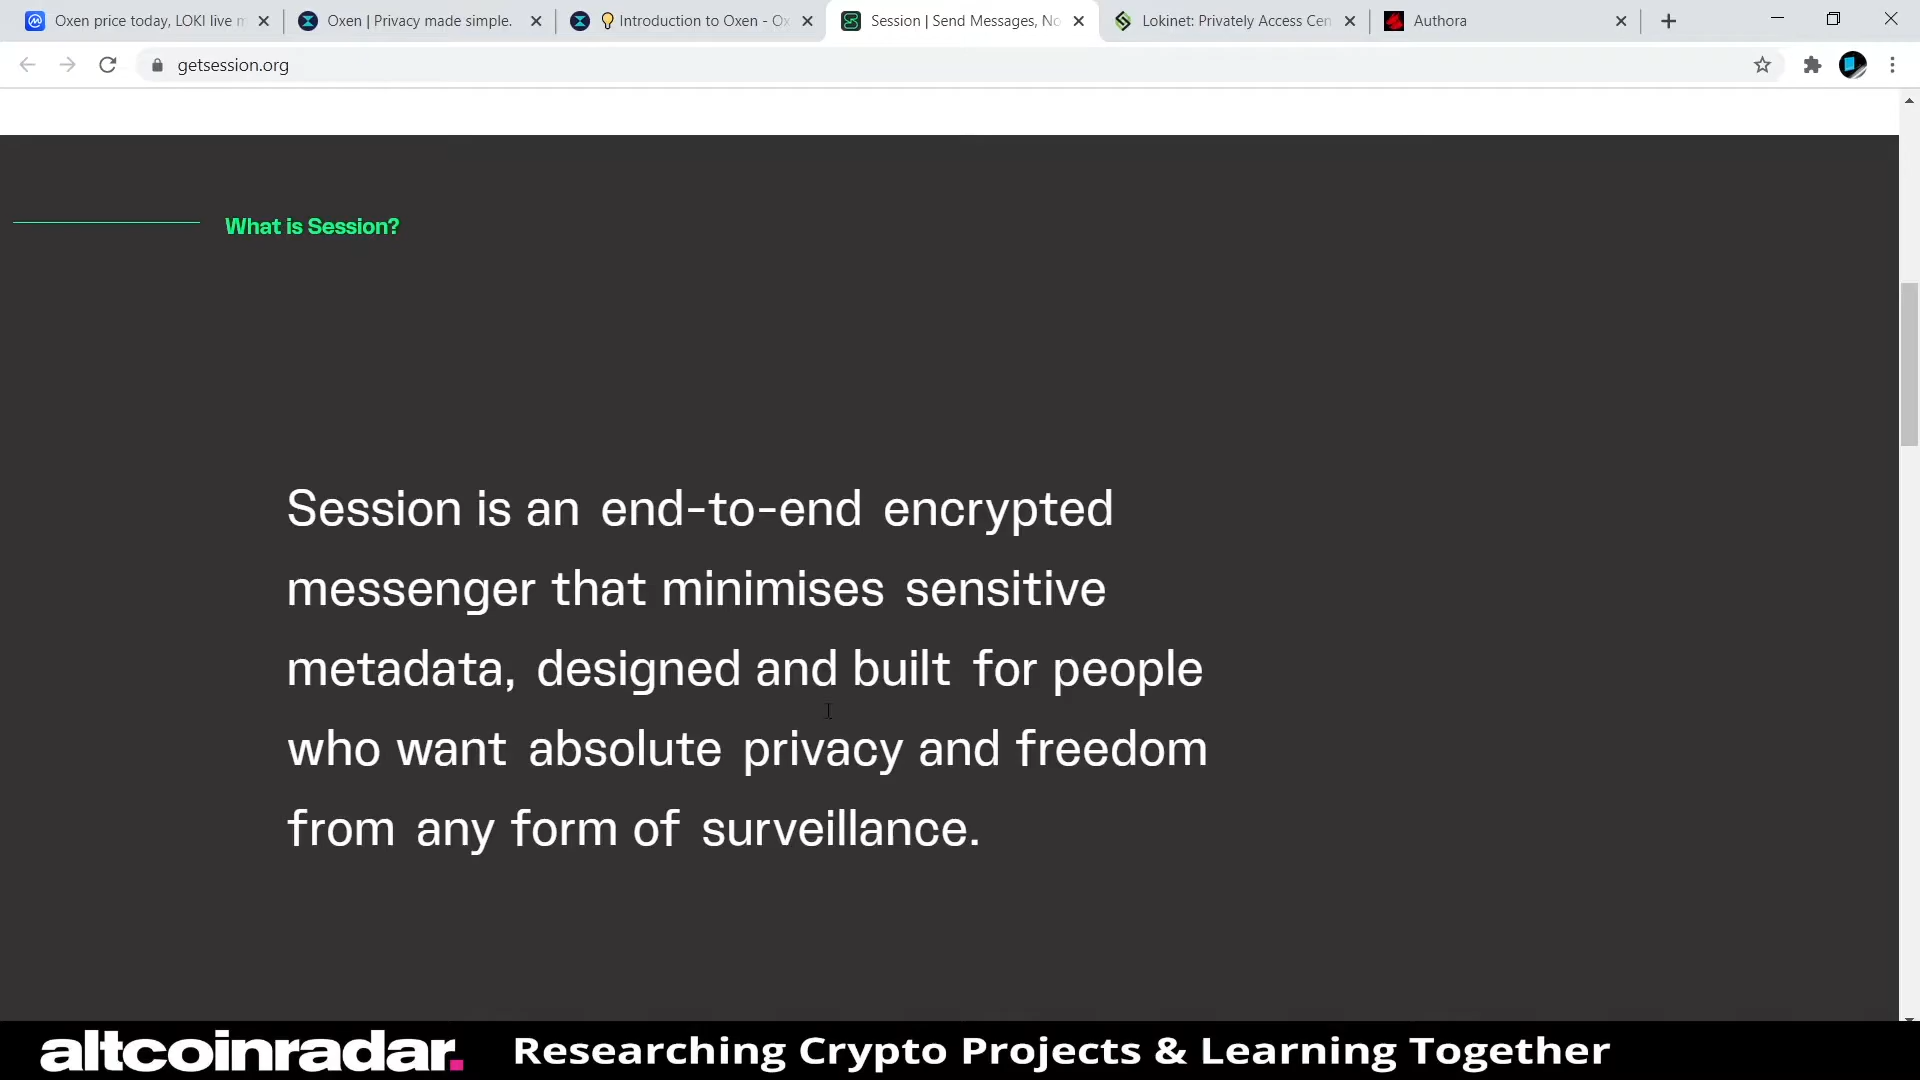 Oxen price today, LOKI live m
Oxen | Privacy made simple.
Introduction to Oxen - Ox
Session | Send Messages, No
Lokinet: Privately Access Cen
Authora
getsession.org
What is Session?
Session is an end-to-end encrypted
messenger that minimises sensitive
metadata, designed and built for people
who want absolute privacy and freedom
from any form of surveillance.
altcoinradar.
Researching Crypto Projects & Learning Together